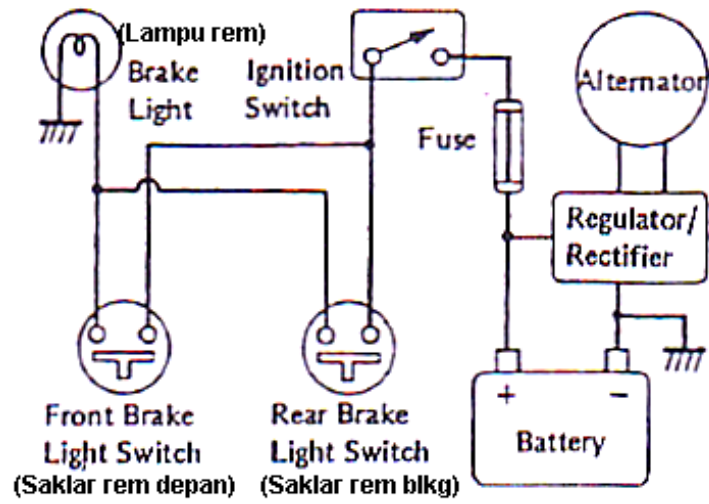 (Lampu rem)
Brake
Light
Ignition
Switch
Fuse
Alternator
Regulator/
Rectifier
+ −
Battery
Front Brake
Light Switch
(Saklar rem depan)
Rear Brake
Light Switch
(Saklar rem blkg)